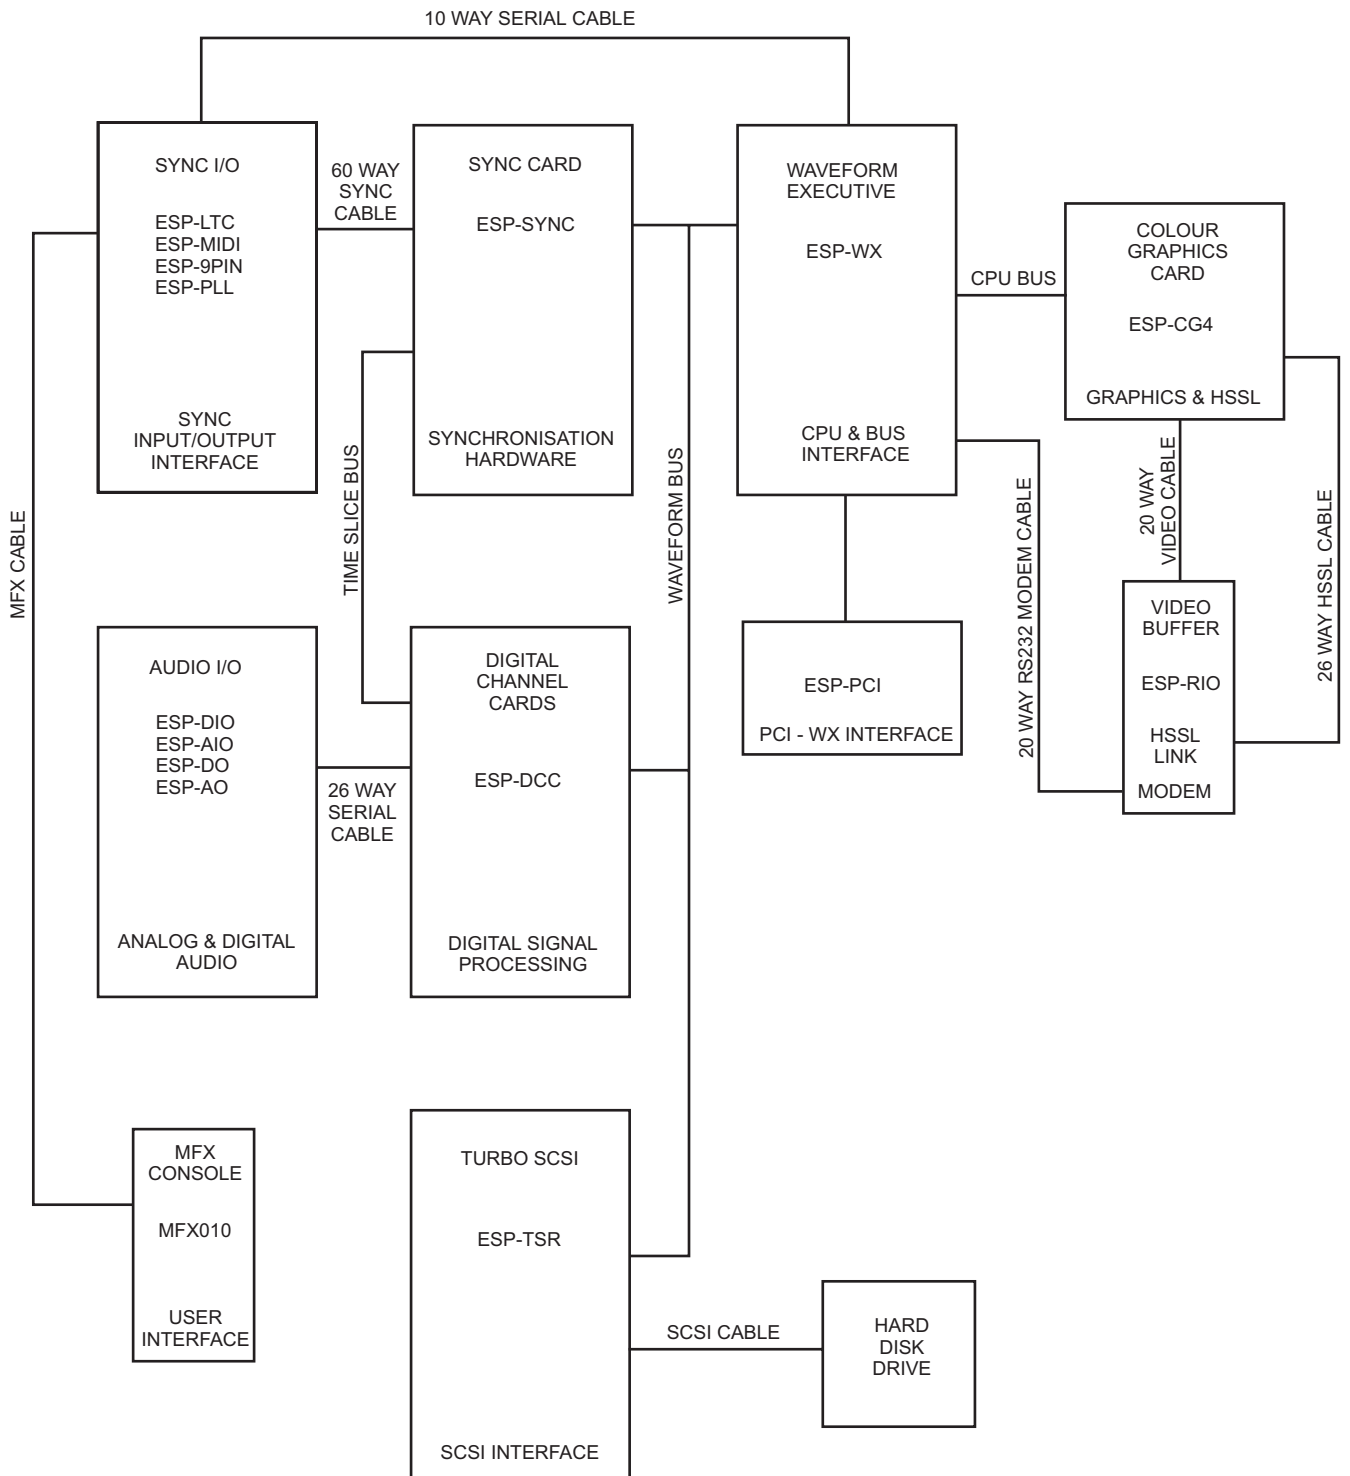 10 WAY SERIAL CABLE
SYNC I/O
ESP-LTC
ESP-MIDI
ESP-9PIN
ESP-PLL
SYNC
INPUT/OUTPUT
INTERFACE
60 WAY
SYNC
CABLE
SYNC CARD
ESP-SYNC
SYNCHRONISATION
HARDWARE
WAVEFORM
EXECUTIVE
ESP-WX
CPU & BUS
INTERFACE
CPU BUS
COLOUR
GRAPHICS
CARD
ESP-CG4
GRAPHICS & HSSL
MFX CABLE
TIME SLICE BUS
WAVEFORM BUS
20 WAY RS232 MODEM CABLE
20 WAY
VIDEO CABLE
26 WAY HSSL CABLE
AUDIO I/O
ESP-DIO
ESP-AIO
ESP-DO
ESP-AO
ANALOG & DIGITAL
AUDIO
26 WAY
SERIAL
CABLE
DIGITAL
CHANNEL
CARDS
ESP-DCC
DIGITAL SIGNAL
PROCESSING
ESP-PCI
PCI - WX INTERFACE
VIDEO
BUFFER
ESP-RIO
HSSL
LINK
MODEM
MFX
CONSOLE
MFX010
USER
INTERFACE
TURBO SCSI
ESP-TSR
SCSI INTERFACE
SCSI CABLE
HARD
DISK
DRIVE